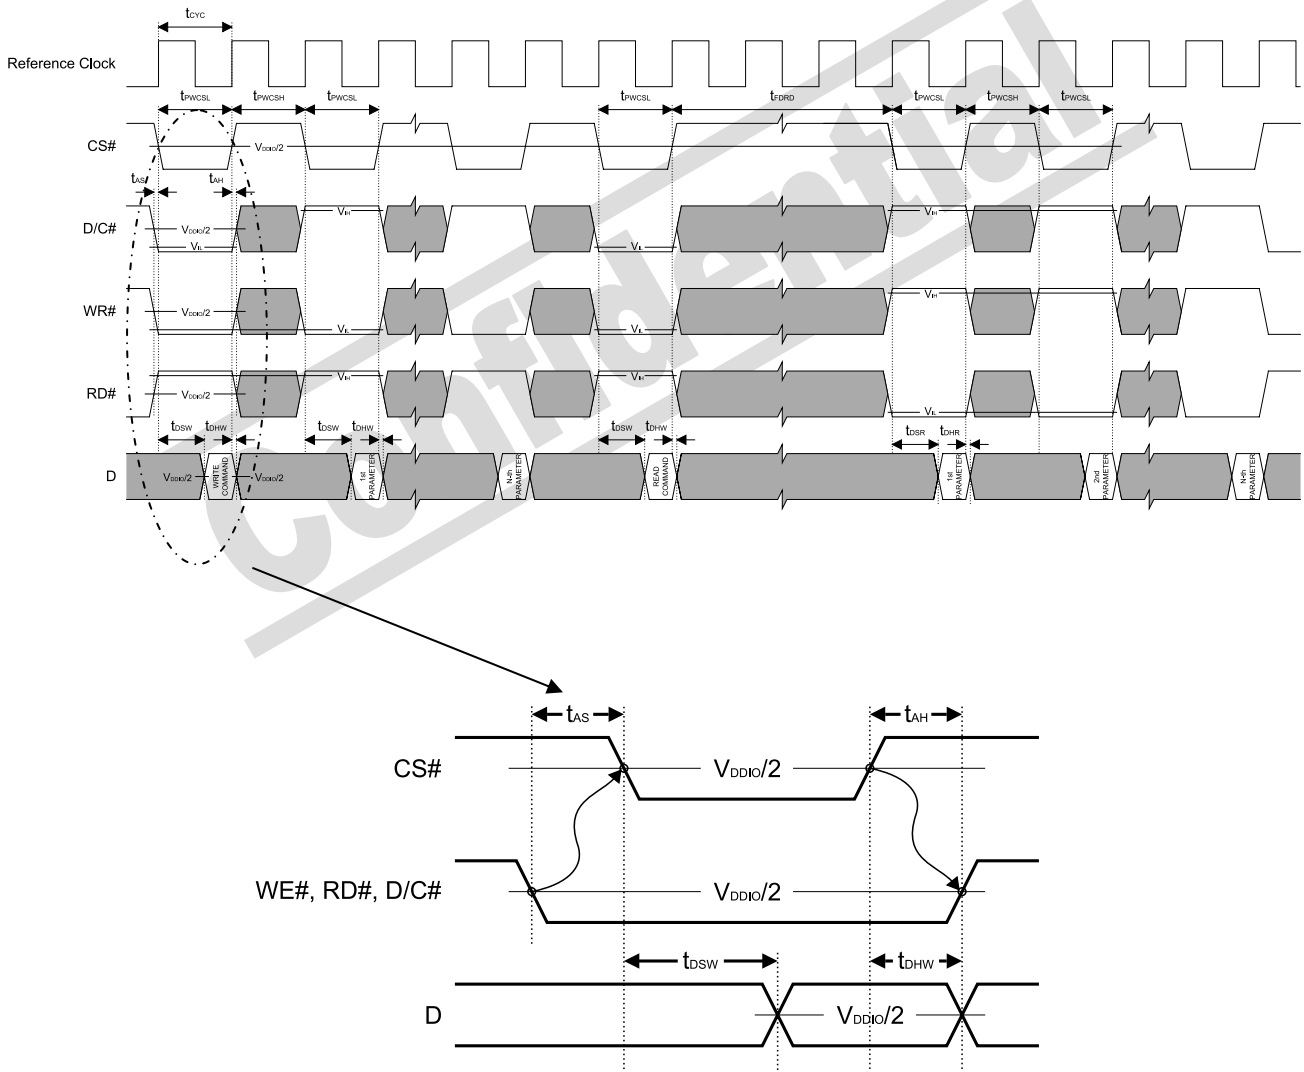 tCYC
Reference Clock
tPWCSL tPWCSH tPWCSL tPWCSL tFDRD tPWCSL tPWCSH tPWCSL
CS# VDDIO/2
tAS tAH
D/C# VDDIO/2 VIL VIH VIL VIH
WR# VDDIO/2 VIL VIL VIH
RD# VDDIO/2 VIH VIH VIL
tDSW tDHW tDSW tDHW tDSW tDHW tDSR tDHR
D VDDIO/2 WRITE COMMAND VDDIO/2 1st PARAMETER N-th PARAMETER READ COMMAND 1st PARAMETER 2nd PARAMETER N-th PARAMETER
Confidential
tAS tAH
CS# VDDIO/2
WE#, RD#, D/C# VDDIO/2
tDSW tDHW
D VDDIO/2